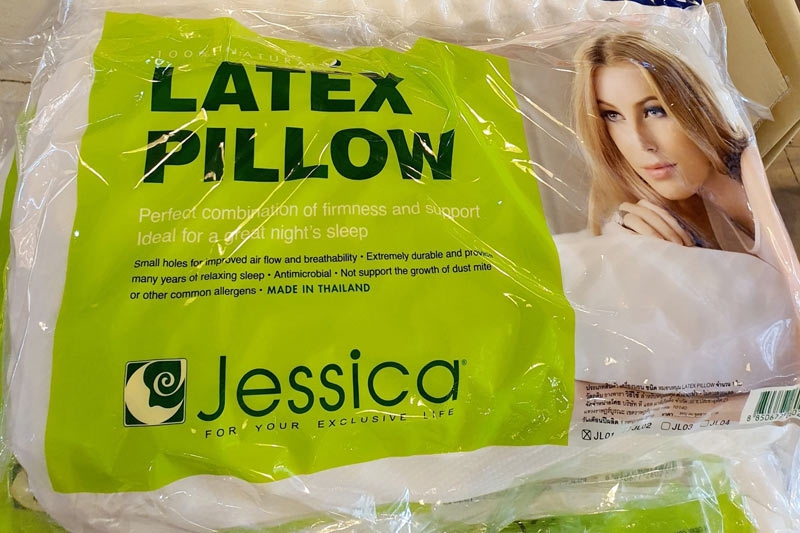 100% NATURAL
LATEX
PILLOW
Perfect combination of firmness and support
Ideal for a great night's sleep
Small holes for improved air flow and breathability • Extremely durable and provide
many years of relaxing sleep • Antimicrobial • Not support the growth of dust mite
or other common allergens • MADE IN THAILAND
Jessica®
FOR YOUR EXCLUSIVE LIFE
LATEX PILLOW
JL01 JL02 JL03 JL04